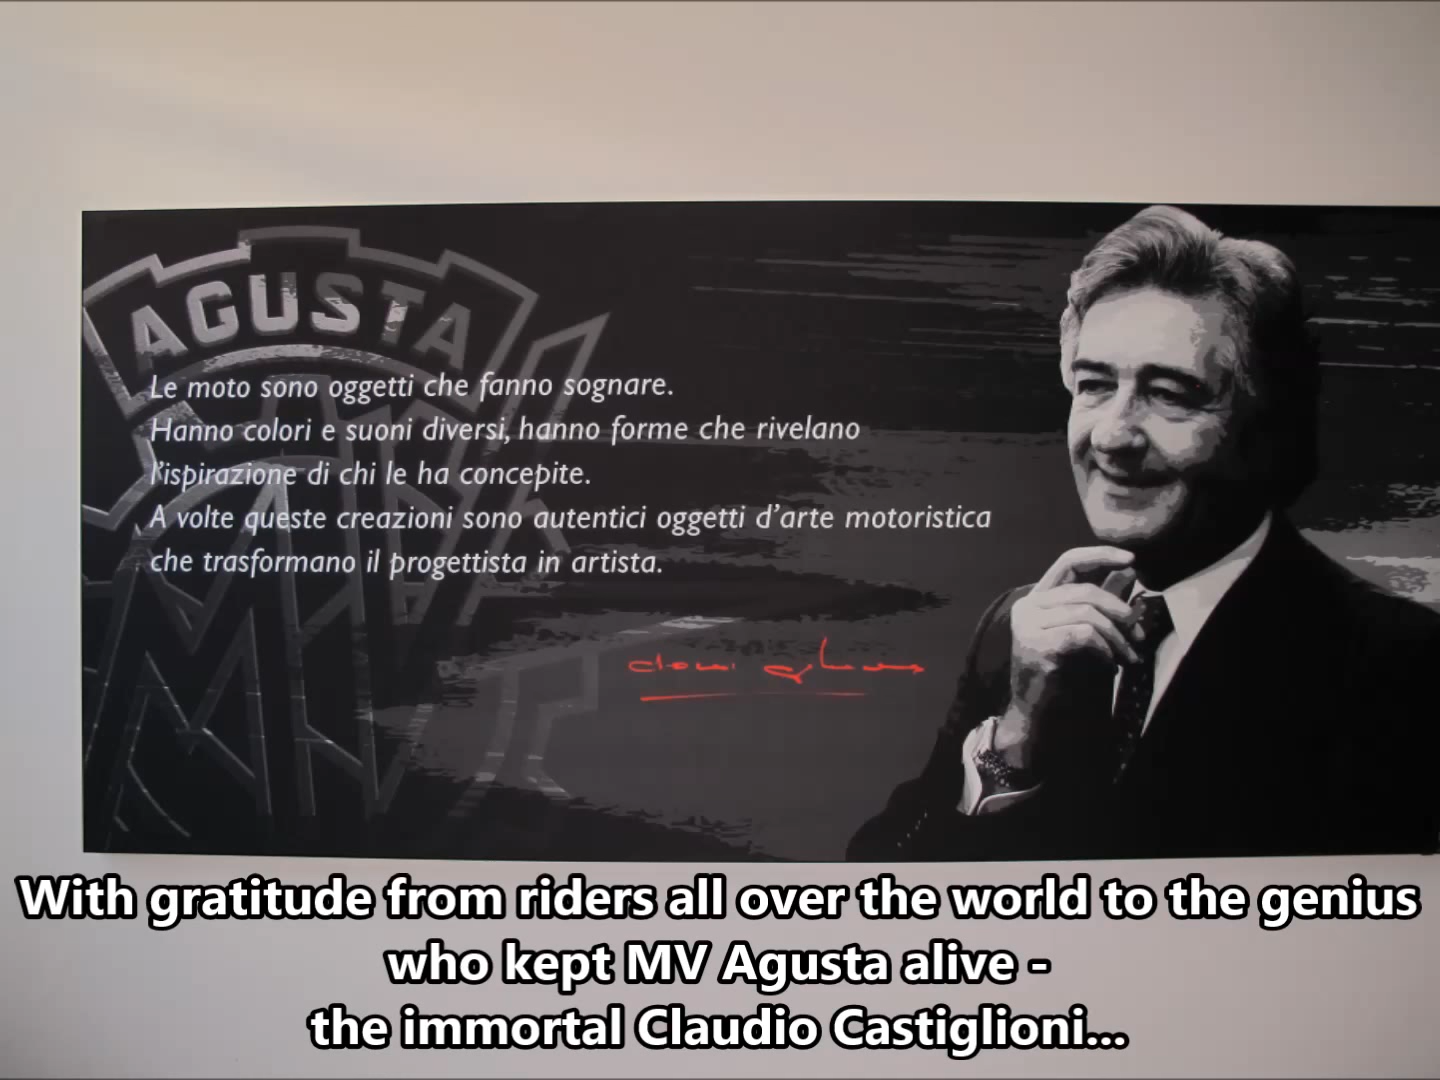 AGUSTA
Le moto sono oggetti che fanno sognare.
Hanno colori e suoni diversi, hanno forme che rivelano
l'ispirazione di chi le ha concepite.
A volte queste creazioni sono autentici oggetti d'arte motoristica
che trasformano il progettista in artista.
MV
With gratitude from riders all over the world to the genius
who kept MV Agusta alive -
the immortal Claudio Castiglioni...